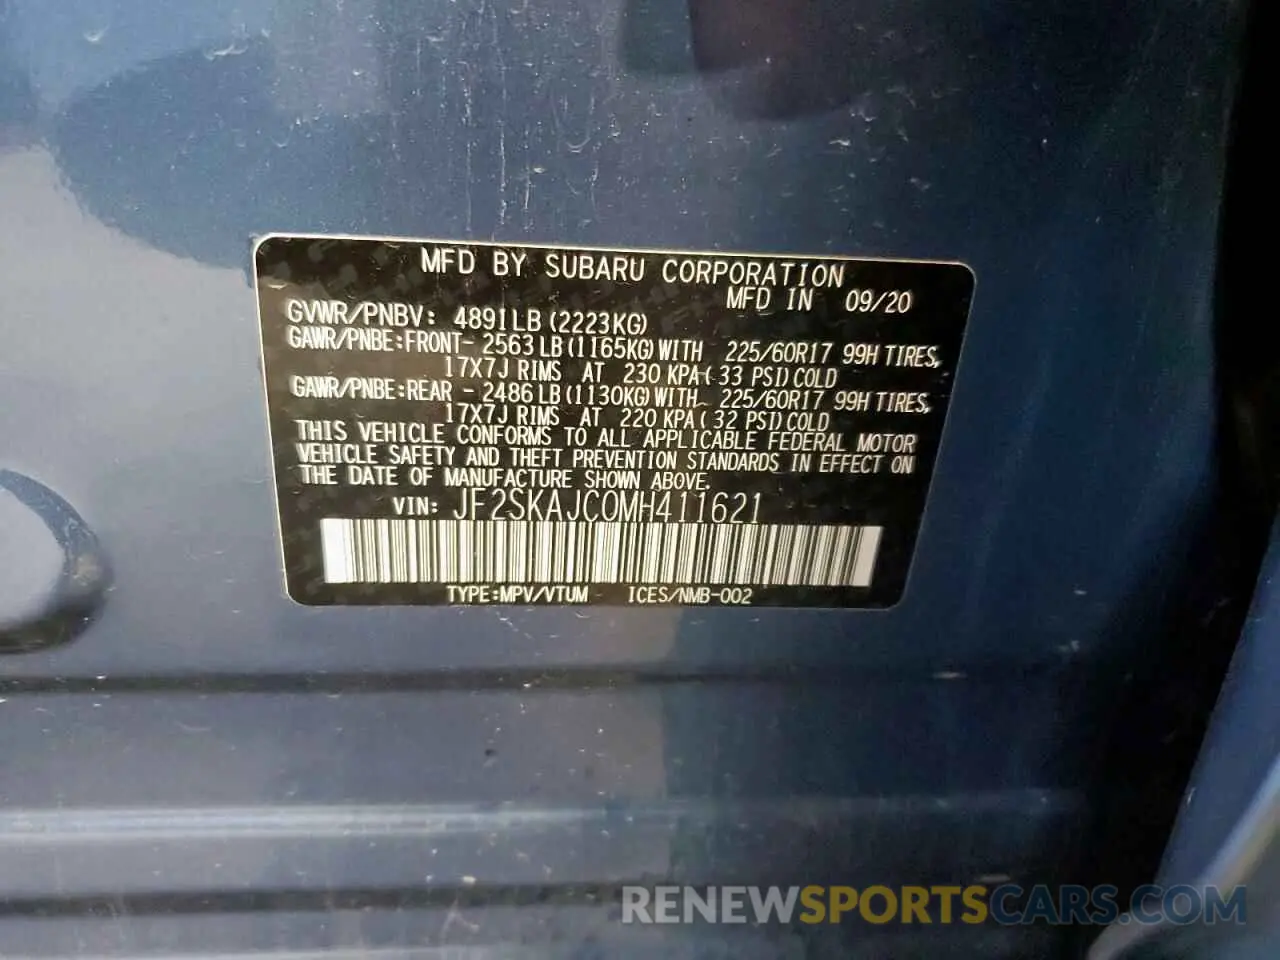 MFD BY SUBARU CORPORATION
MFD IN 09/20
GVWR/PNBV: 4891LB (2223KG)
GAWR/PNBE:FRONT- 2563LB(1165KG)WITH 225/60R17 99H TIRES,
17X7J RIMS AT 230 KPA( 33 PSI) COLD
GAWR/PNBE:REAR - 2486LB(1130KG)WITH 225/60R17 99H TIRES,
17X7J RIMS AT 220 KPA( 32 PSI) COLD
THIS VEHICLE CONFORMS TO ALL APPLICABLE FEDERAL MOTOR
VEHICLE SAFETY AND THEFT PREVENTION STANDARDS IN EFFECT ON
THE DATE OF MANUFACTURE SHOWN ABOVE.
VIN: JF2SKAJC0MH411621
TYPE:MPV/VTUM ICES/NMB-002
RENEWSPORTSCARS.COM